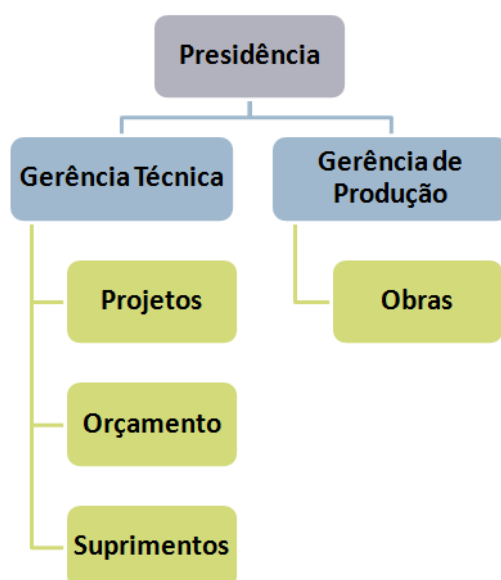 Presidência
Gerência Técnica
Gerência de
Produção
Projetos
Obras
Orçamento
Suprimentos